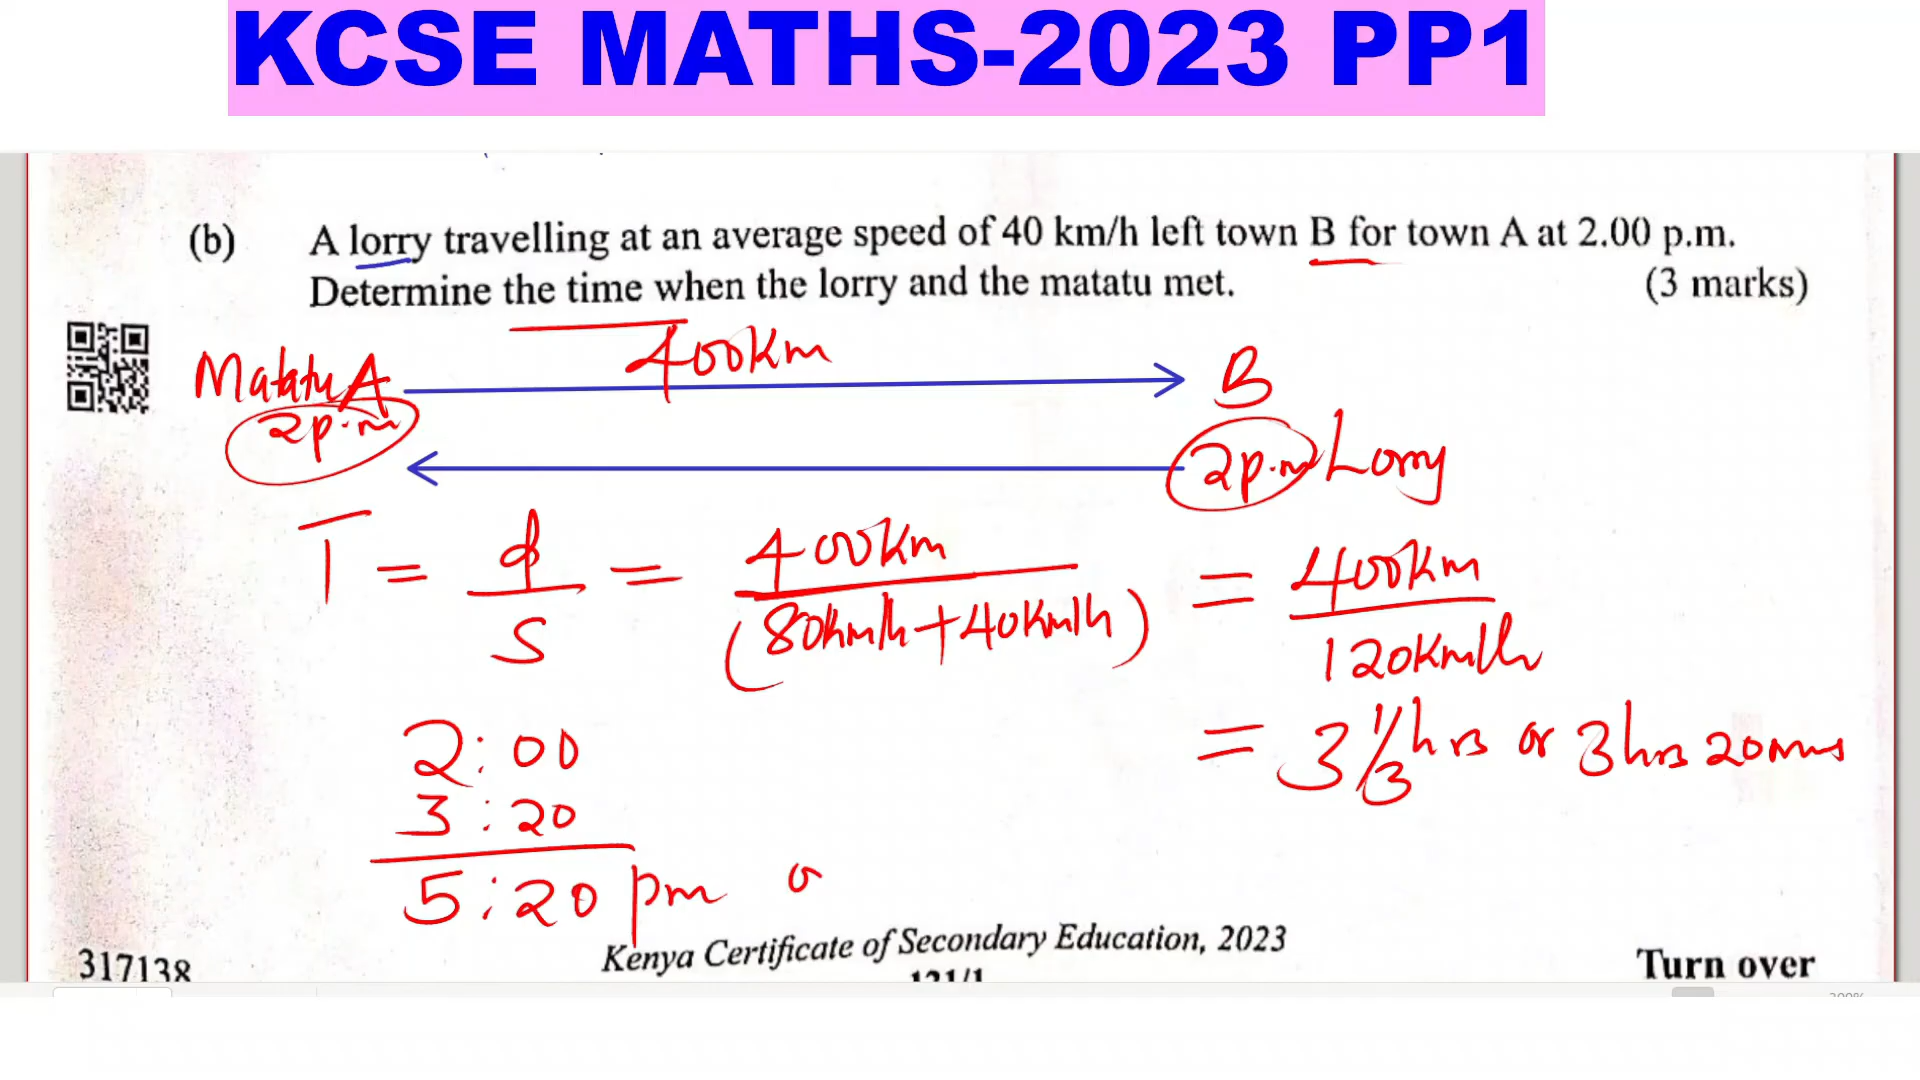 KCSE MATHS-2023 PP1
(b) A lorry travelling at an average speed of 40 km/h left town B for town A at 2.00 p.m.
Determine the time when the lorry and the matatu met. (3 marks)
Matatu A 400km B
2p.m 2p.m Lorry
T = d/s = 400km/(80km/h+40km/h) = 400km/120km/h
= 3 1/3 hrs or 3hrs 20mns
2:00
3:20
5:20 pm o
Kenya Certificate of Secondary Education, 2023
317138 121/1 Turn over